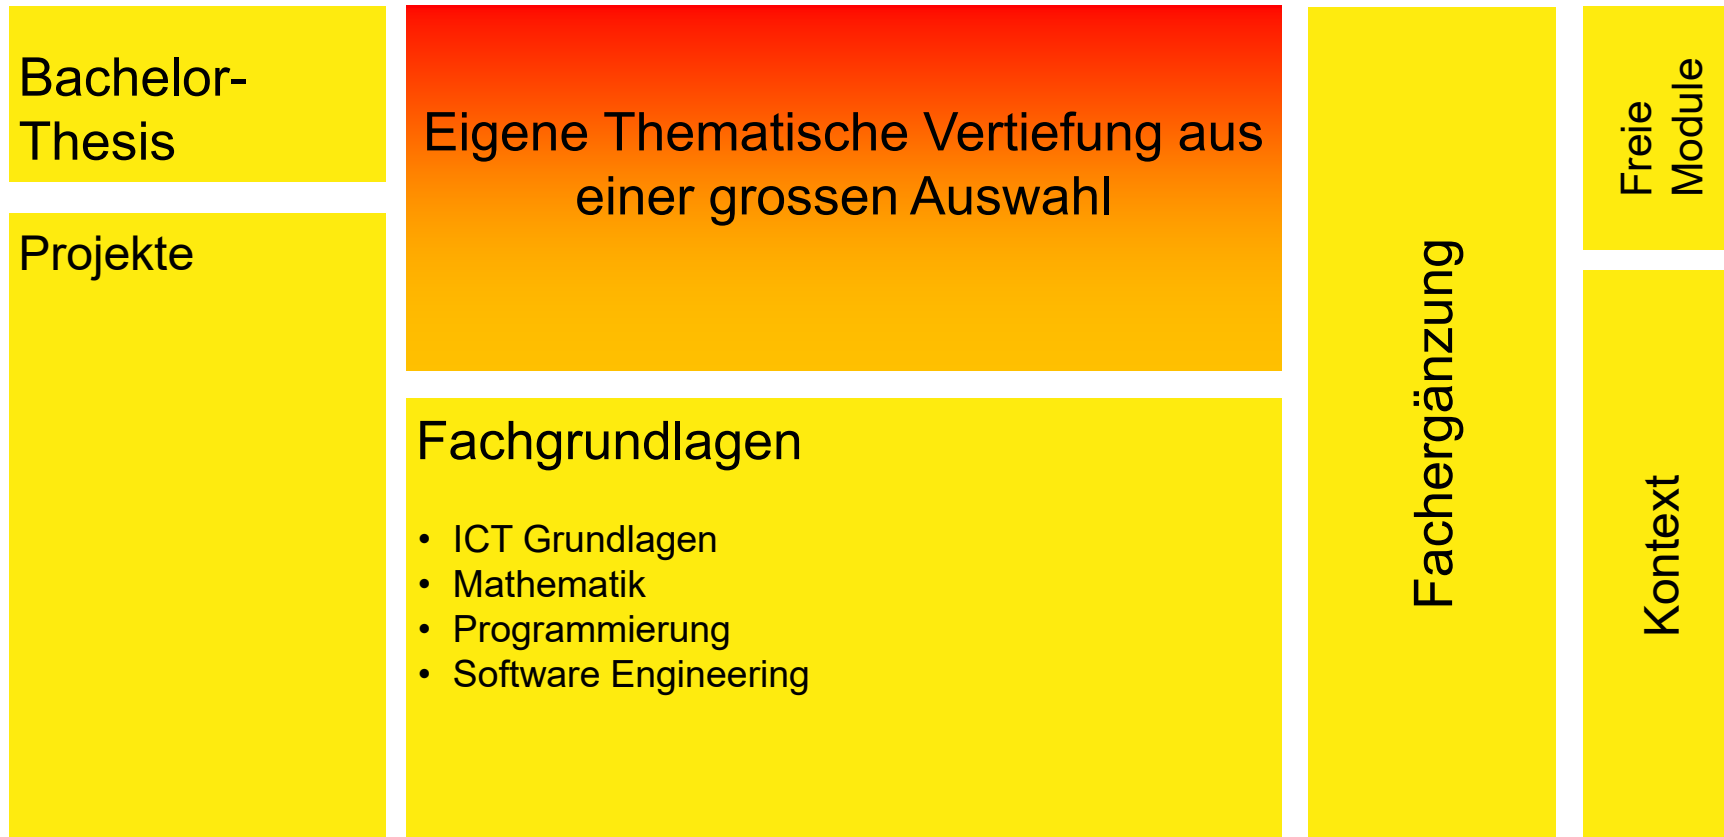 Bachelor-
Thesis
Projekte
Eigene Thematische Vertiefung aus
einer grossen Auswahl
Fachgrundlagen
• ICT Grundlagen
• Mathematik
• Programmierung
• Software Engineering
Fachergänzung
Freie
Module
Kontext